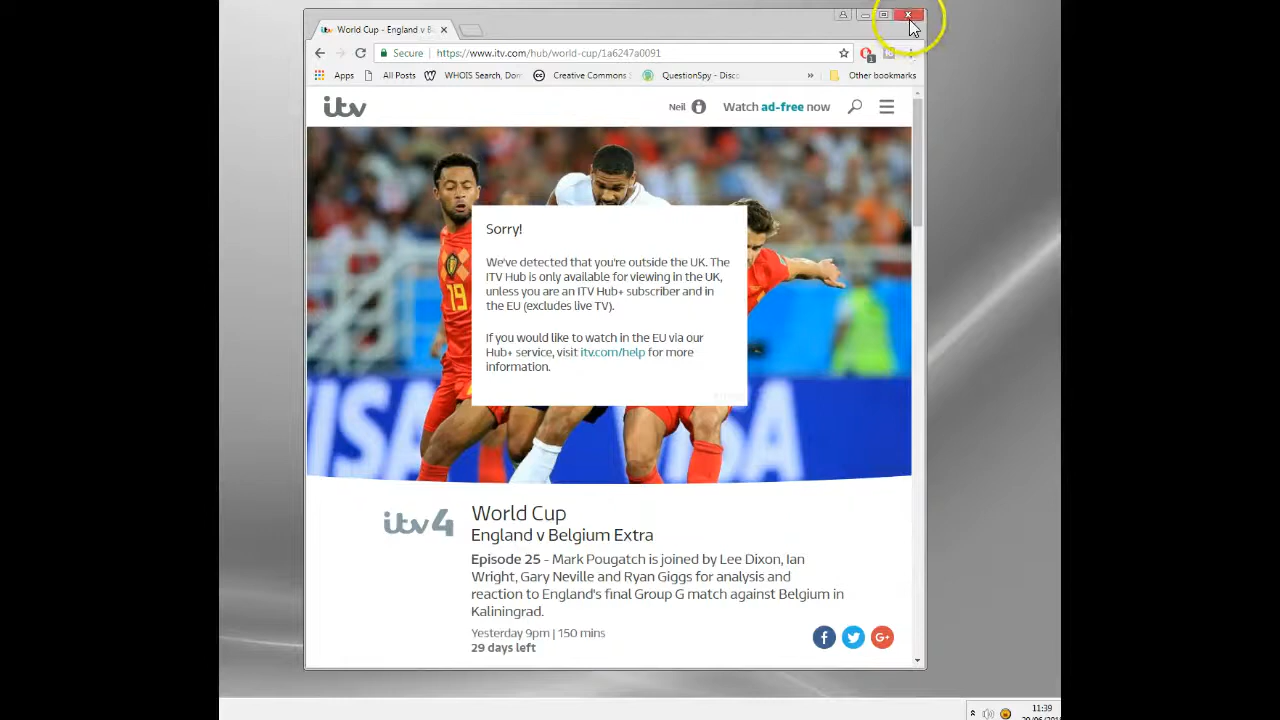 World Cup - England v B
Secure https://www.itv.com/hub/world-cup/1a6247a0091
1
Apps All Posts WHOIS Search, Dom Creative Commons QuestionSpy - Disco » Other bookmarks
itv Neil Watch ad-free now
Sorry!
We've detected that you're outside the UK. The
ITV Hub is only available for viewing in the UK,
unless you are an ITV Hub+ subscriber and in
the EU (excludes live TV).
If you would like to watch in the EU via our
Hub+ service, visit itv.com/help for more
information.
19
VISA
itv4 World Cup
England v Belgium Extra
Episode 25 - Mark Pougatch is joined by Lee Dixon, Ian
Wright, Gary Neville and Ryan Giggs for analysis and
reaction to England's final Group G match against Belgium in
Kaliningrad.
Yesterday 9pm | 150 mins
29 days left
11:39